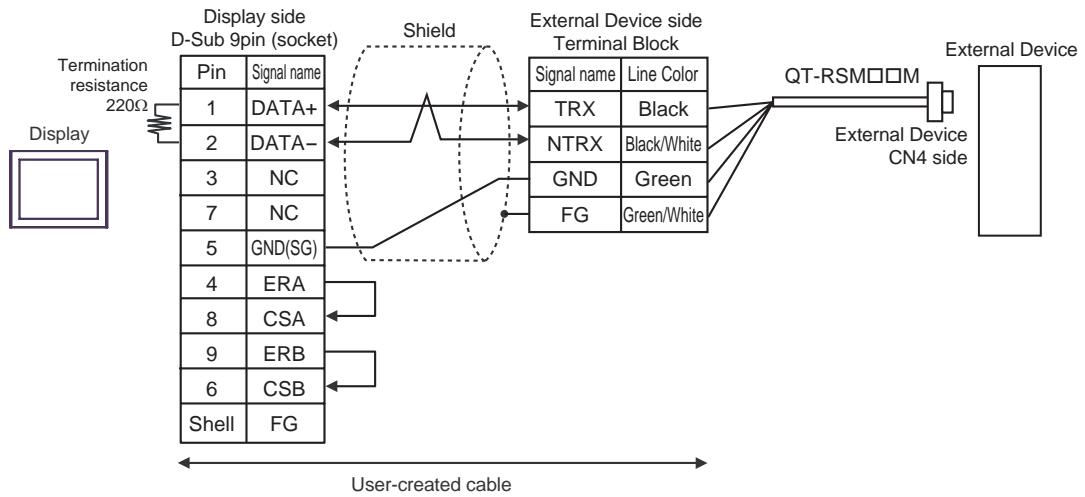 Display side
D-Sub 9pin (socket)
Shield
External Device side
Terminal Block
External Device
Termination
resistance
220Ω
Display
Pin Signal name
1 DATA+
2 DATA−
3 NC
7 NC
5 GND(SG)
4 ERA
8 CSA
9 ERB
6 CSB
Shell FG
Signal name Line Color
TRX Black
NTRX Black/White
GND Green
FG Green/White
QT-RSM□□M
External Device
CN4 side
User-created cable